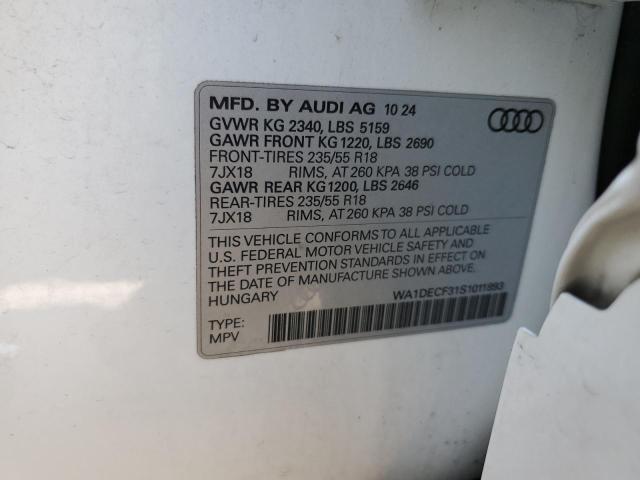 MFD. BY AUDI AG 10 24
GVWR KG 2340, LBS 5159
GAWR FRONT KG 1220, LBS 2690
FRONT-TIRES 235/55 R18
7JX18 RIMS, AT 260 KPA 38 PSI COLD
GAWR REAR KG 1200, LBS 2646
REAR-TIRES 235/55 R18
7JX18 RIMS, AT 260 KPA 38 PSI COLD
THIS VEHICLE CONFORMS TO ALL APPLICABLE
U.S. FEDERAL MOTOR VEHICLE SAFETY AND
THEFT PREVENTION STANDARDS IN EFFECT ON
THE DATE OF MANUFACTURE SHOWN ABOVE.
HUNGARY
WA1DECF31S1011893
TYPE:
MPV